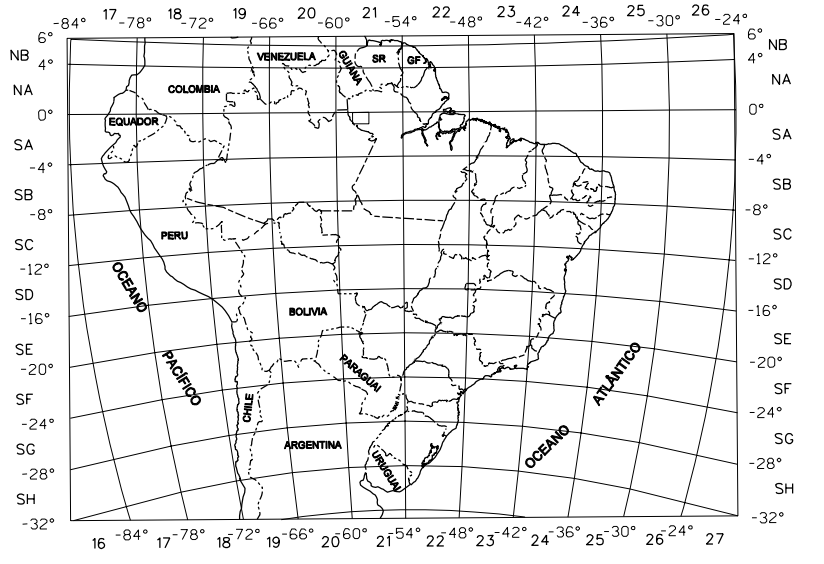 17 18 19 20 21 22 23 24 25 26
-84° -78° -72° -66° -60° -54° -48° -42° -36° -30° -24°
6° 6°
NB NB
4° 4°
NA NA
0° 0°
SA SA
-4° -4°
SB SB
-8° -8°
SC SC
-12° -12°
SD SD
-16° -16°
SE SE
-20° -20°
SF SF
-24° -24°
SG SG
-28° -28°
SH SH
-32° -32°
VENEZUELA
GUIANA
SR
GF
COLOMBIA
EQUADOR
PERU
OCEANO
PACÍFICO
BOLIVIA
PARAGUAI
CHILE
ARGENTINA
URUGUAI
OCEANO
ATLÂNTICO
-84° -78° -72° -66° -60° -54° -48° -42° -36° -30° -24°
16 17 18 19 20 21 22 23 24 25 26 27